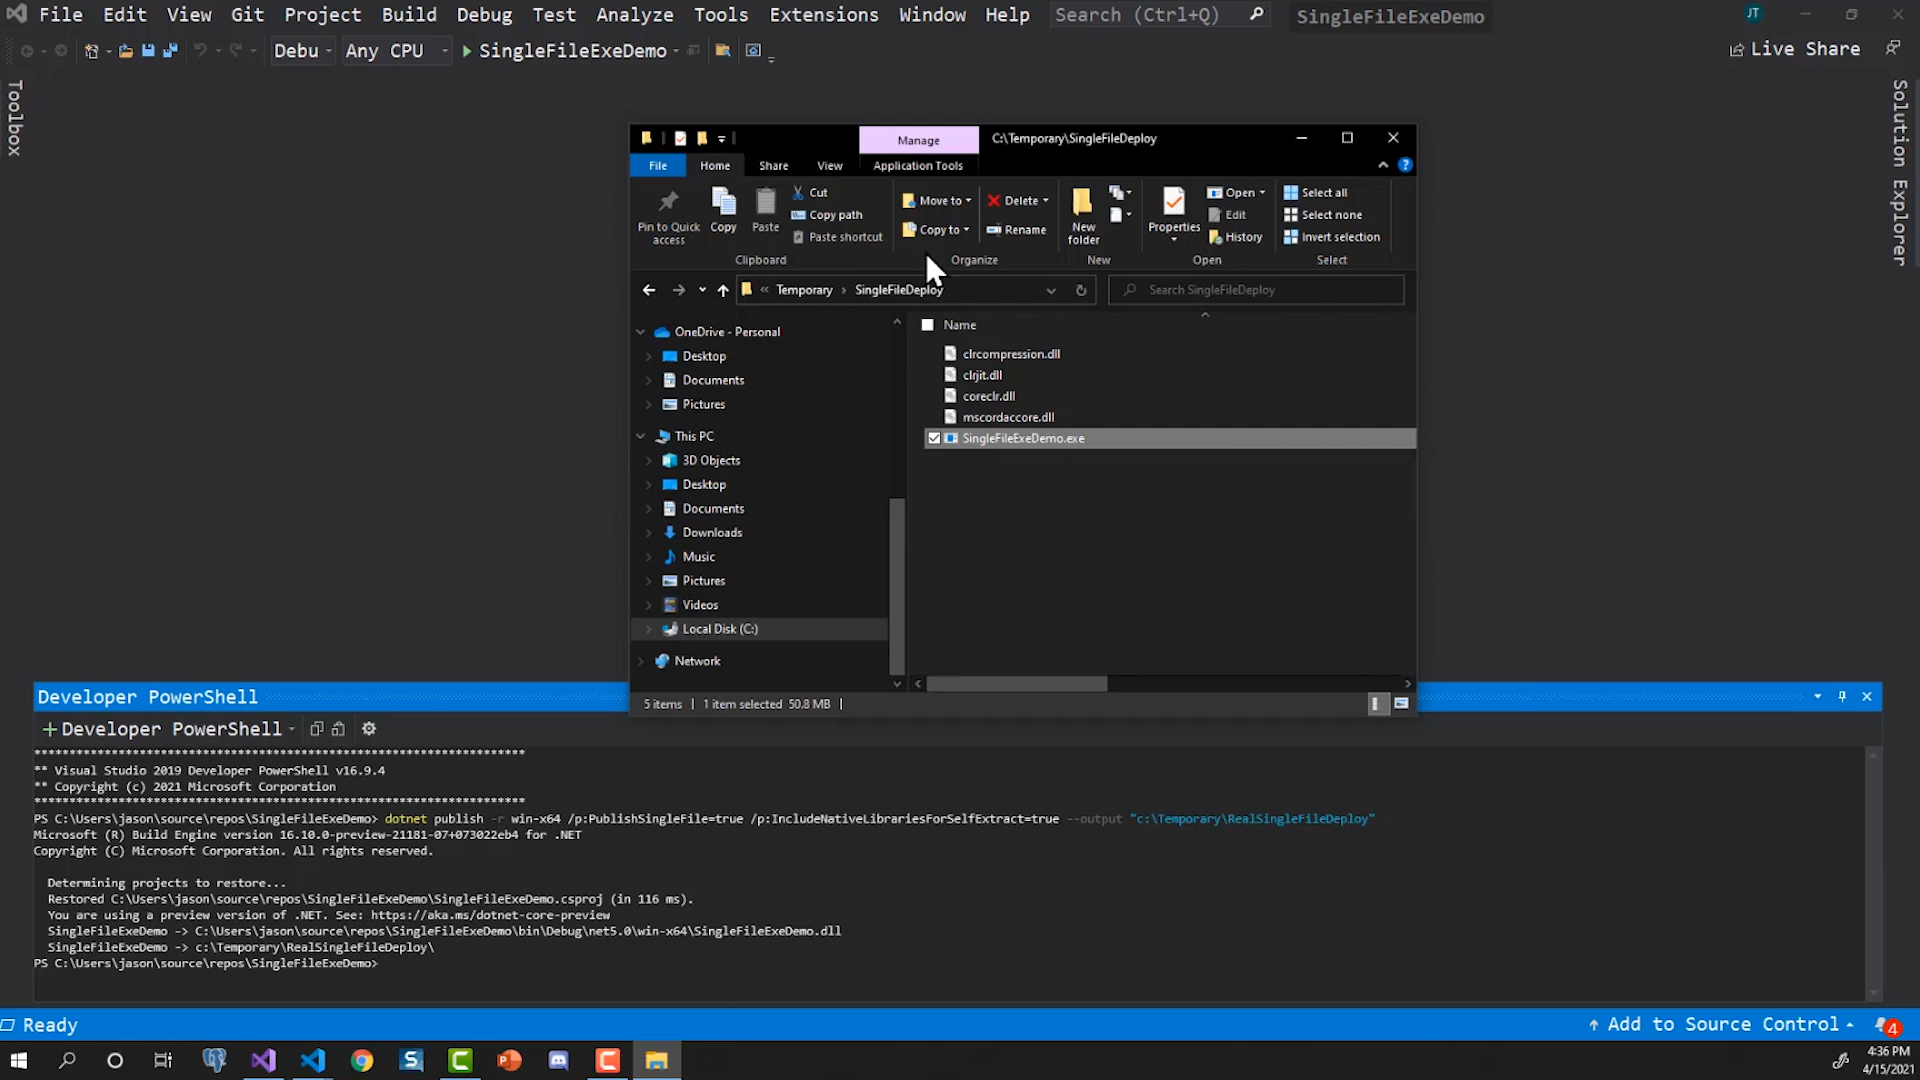 File Edit View Git Project Build Debug Test Analyze Tools Extensions Window Help Search (Ctrl+Q) SingleFileExeDemo JT
Debu Any CPU SingleFileExeDemo Live Share
Toolbox
Solution Explorer
Manage C:\Temporary\SingleFileDeploy
File Home Share View Application Tools
Pin to Quick access
Copy
Paste
Cut
Copy path
Paste shortcut
Clipboard
Move to
Copy to
Delete
Rename
Organize
New folder
New
Properties
Open
Edit
History
Open
Select all
Select none
Invert selection
Select
« Temporary › SingleFileDeploy
Search SingleFileDeploy
OneDrive - Personal
Desktop
Documents
Pictures
This PC
3D Objects
Desktop
Documents
Downloads
Music
Pictures
Videos
Local Disk (C:)
Network
Name
clrcompression.dll
clrjit.dll
coreclr.dll
mscordaccore.dll
SingleFileExeDemo.exe
5 items 1 item selected 50.8 MB
Developer PowerShell
+ Developer PowerShell
**********************************************************************
** Visual Studio 2019 Developer PowerShell v16.9.4
** Copyright (c) 2021 Microsoft Corporation
**********************************************************************
PS C:\Users\jason\source\repos\SingleFileExeDemo> dotnet publish -r win-x64 /p:PublishSingleFile=true /p:IncludeNativeLibrariesForSelfExtract=true --output "c:\Temporary\RealSingleFileDeploy"
Microsoft (R) Build Engine version 16.10.0-preview-21181-07+073022eb4 for .NET
Copyright (C) Microsoft Corporation. All rights reserved.
Determining projects to restore...
Restored C:\Users\jason\source\repos\SingleFileExeDemo\SingleFileExeDemo.csproj (in 116 ms).
You are using a preview version of .NET. See: https://aka.ms/dotnet-core-preview
SingleFileExeDemo -> C:\Users\jason\source\repos\SingleFileExeDemo\bin\Debug\net5.0\win-x64\SingleFileExeDemo.dll
SingleFileExeDemo -> c:\Temporary\RealSingleFileDeploy\
PS C:\Users\jason\source\repos\SingleFileExeDemo>
Ready Add to Source Control 4
4:36 PM
4/15/2021